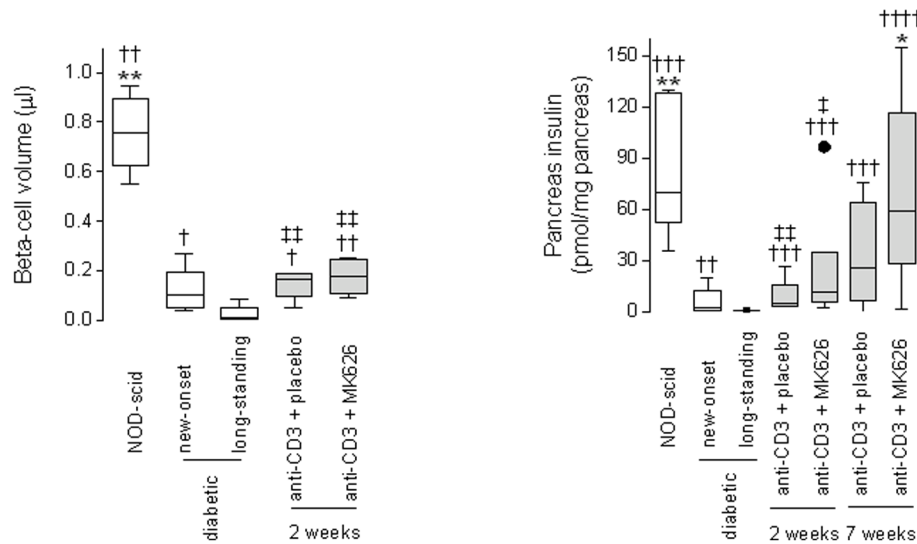 Beta-cell volume (µl)
1.0
0.8
0.6
0.4
0.2
0.0
††
**
†
‡‡
†
‡‡
††
NOD-scid
new-onset
long-standing
anti-CD3 + placebo
anti-CD3 + MK626
diabetic
2 weeks
Pancreas insulin
(pmol/mg pancreas)
150
120
90
60
30
0
†††
**
††
‡‡
†††
‡
†††
†††
††††
*
NOD-scid
new-onset
long-standing
anti-CD3 + placebo
anti-CD3 + MK626
anti-CD3 + placebo
anti-CD3 + MK626
diabetic
2 weeks
7 weeks